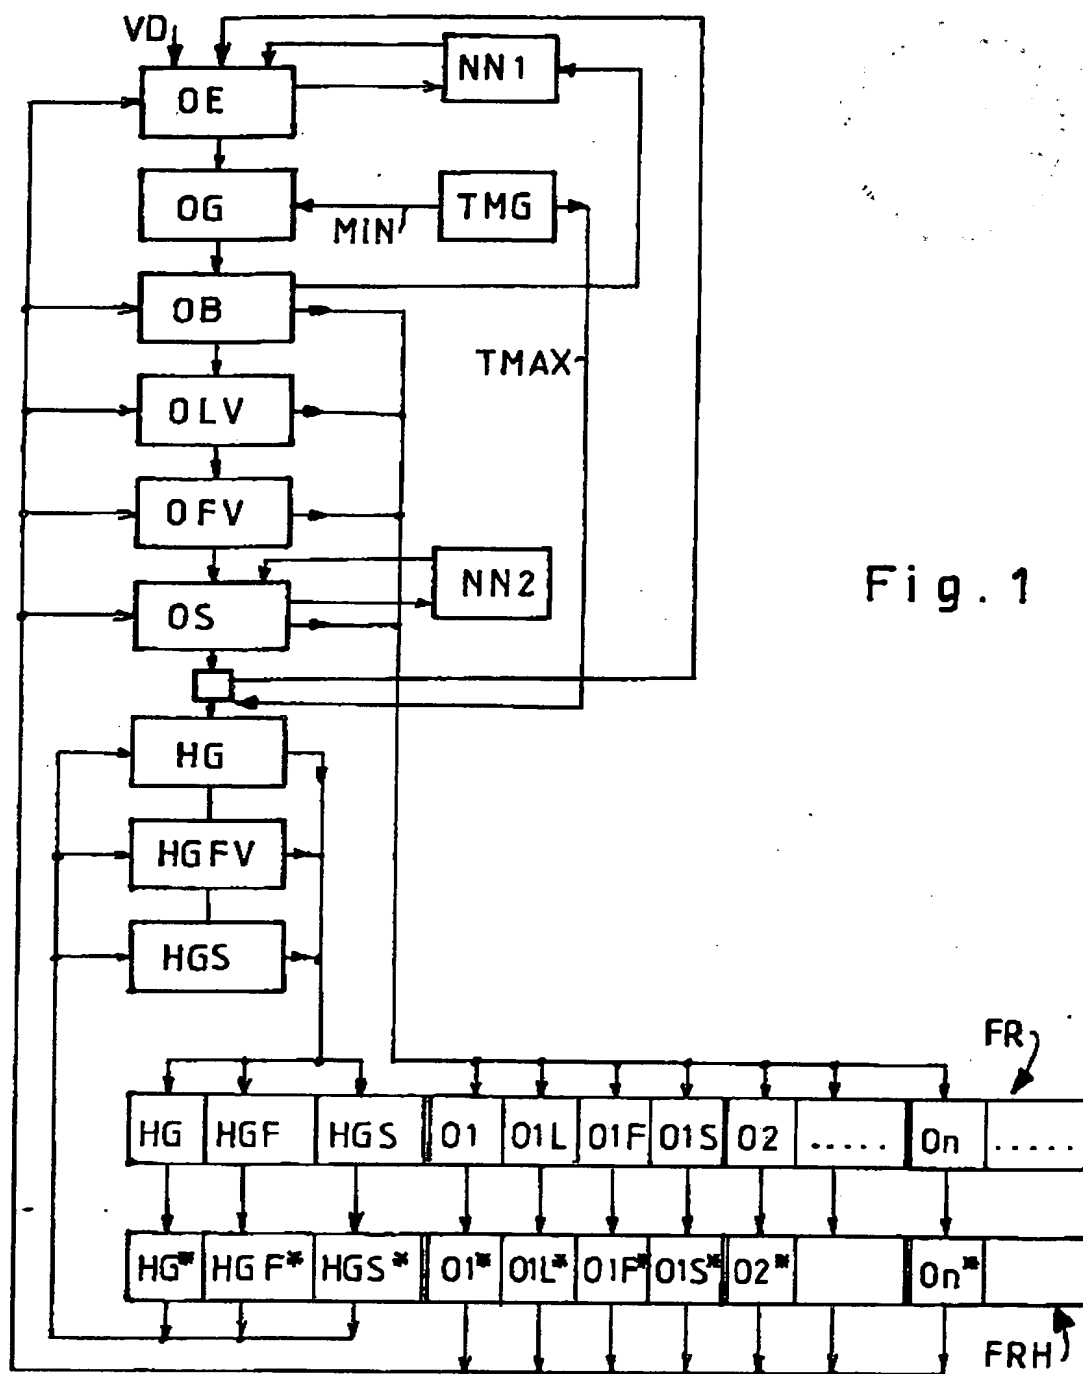 VD
NN1
OE
OG
TMG
MIN
OB
TMAX
OLV
OFV
NN2
OS
Fig. 1
HG
HGFV
HGS
FR
HG HGF HGS O1 O1L O1F O1S O2 ..... On .....
HG* HGF* HGS* O1* O1L* O1F* O1S* O2* On*
FRH